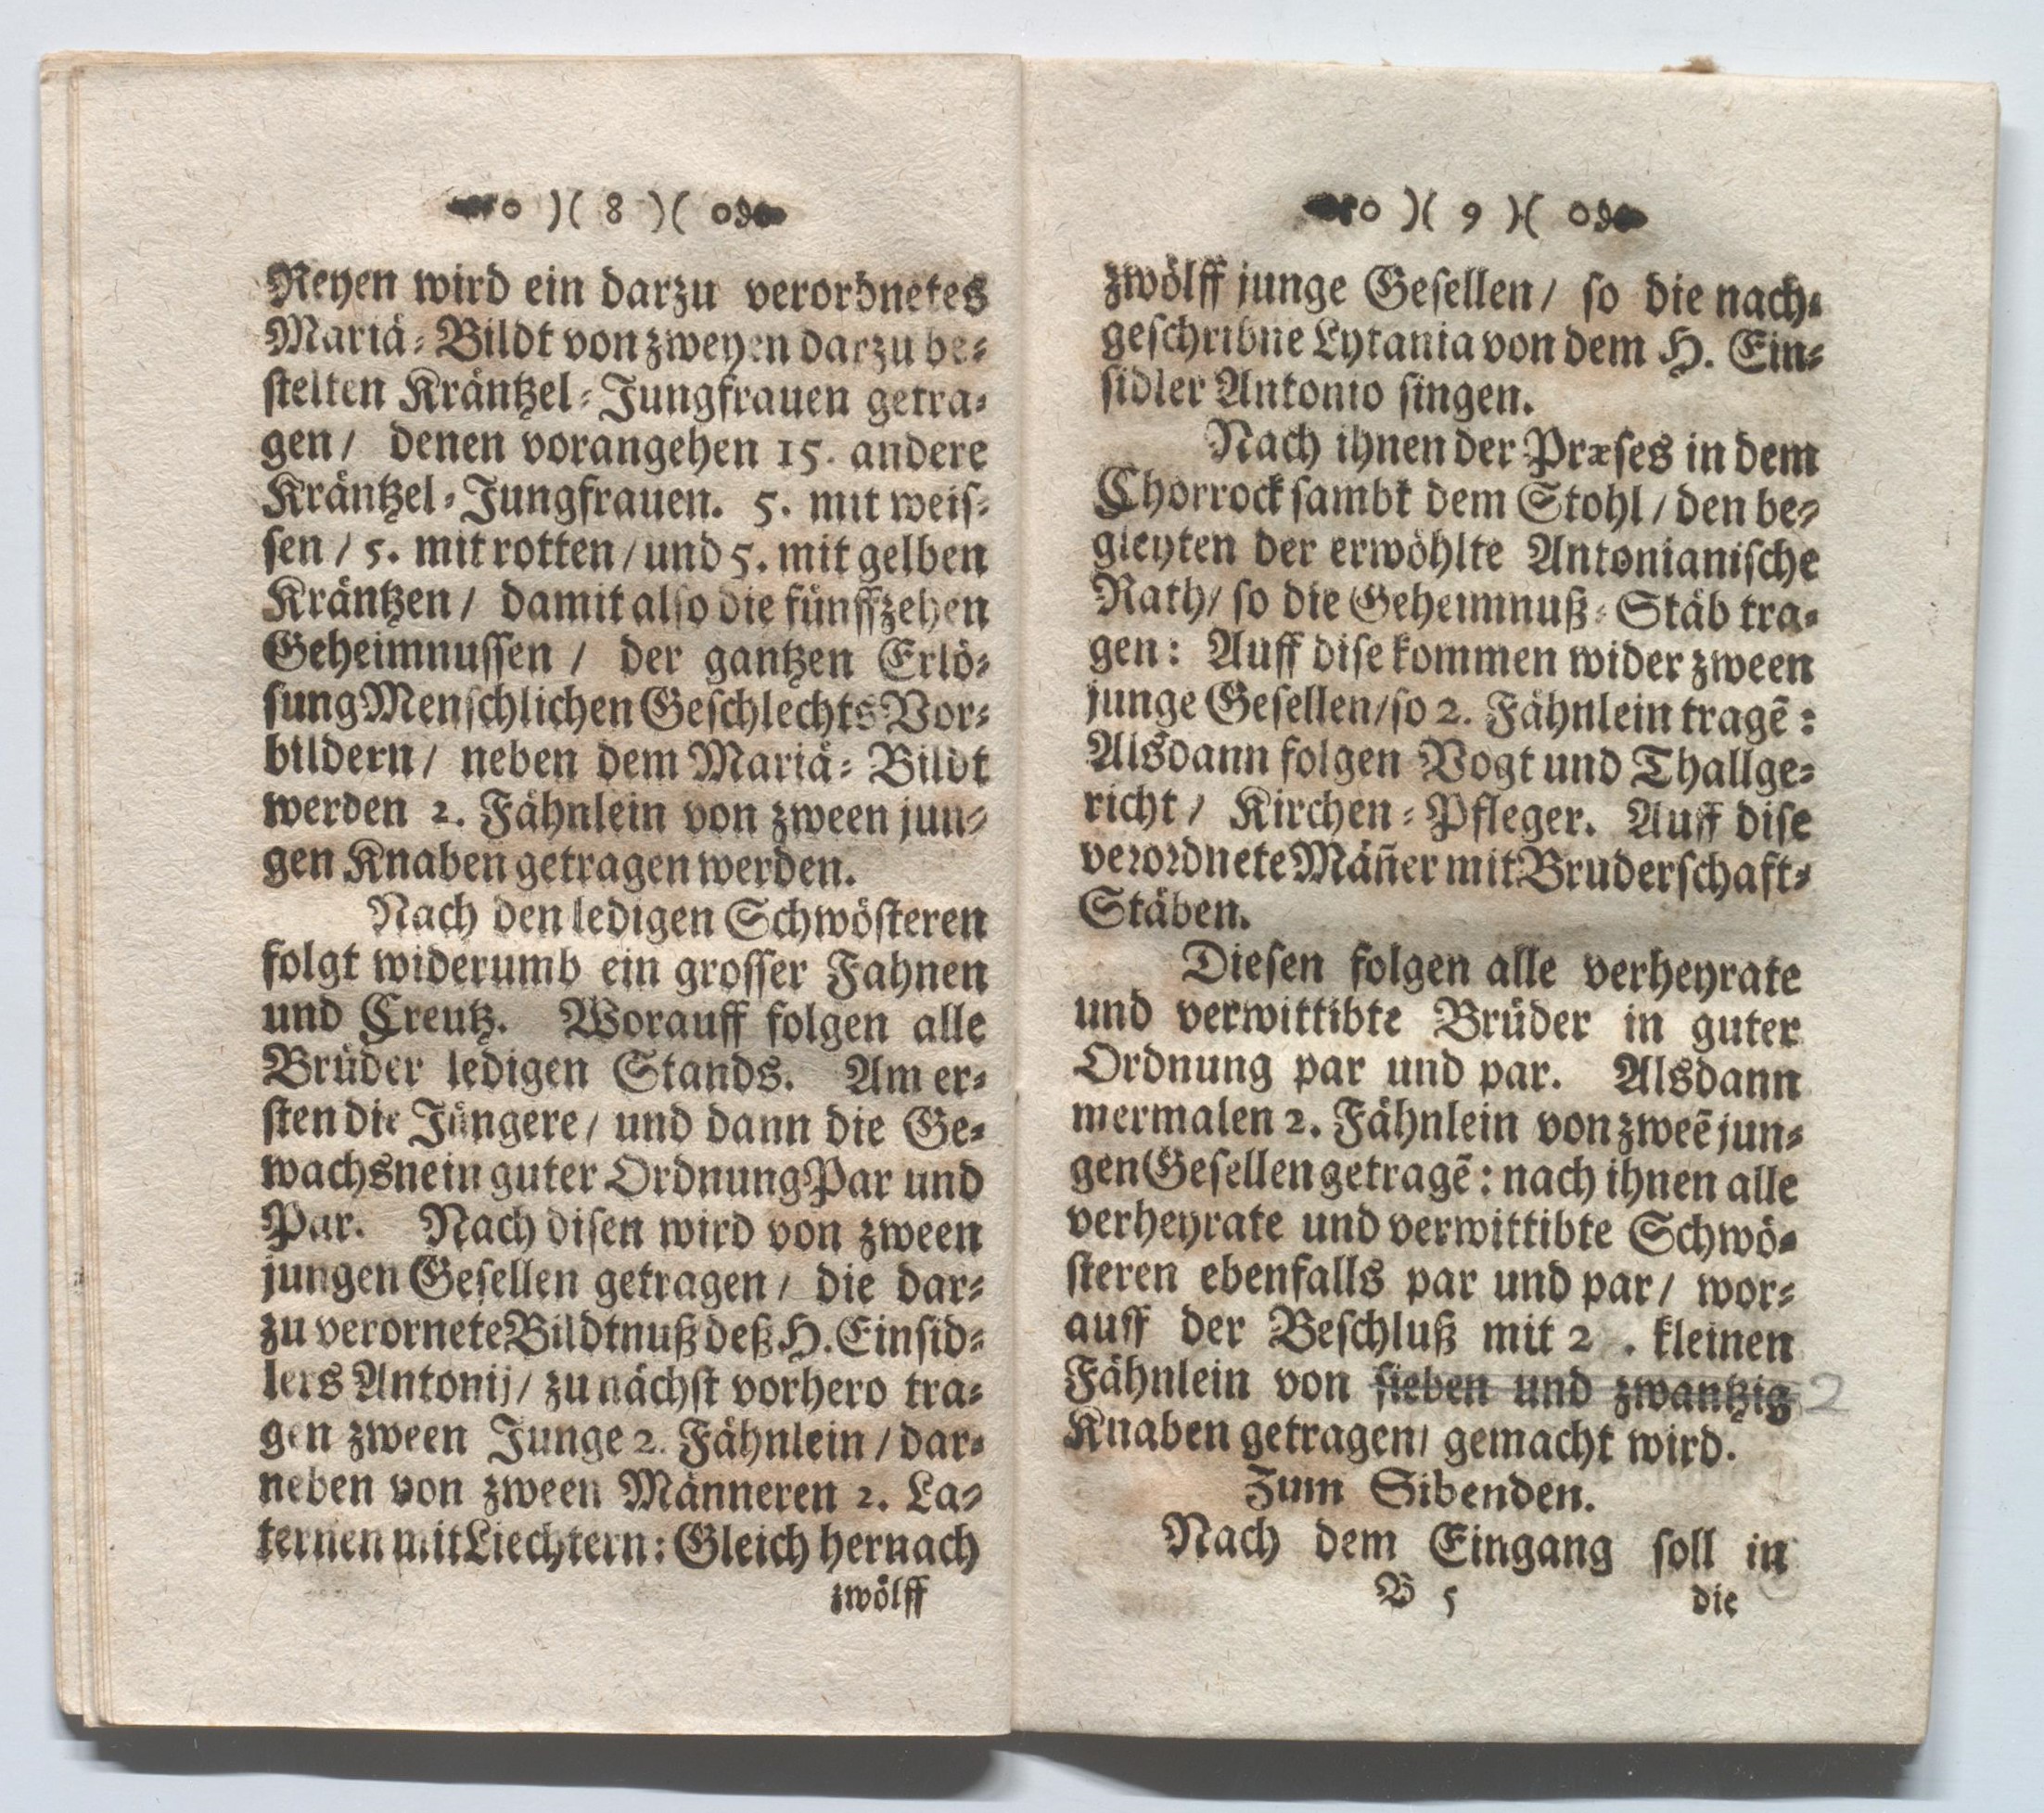 )( 8 )(
Reyen wird ein darzu verordnetes
Mariä-Bildt von zweyen darzu be-
stelten Kräntzel-Jungfrauen getra-
gen/ denen vorangehen 15. andere
Kräntzel-Jungfrauen. 5. mit weis-
sen/ 5. mit rotten/ und 5. mit gelben
Kräntzen/ damit also die fünffzehen
Geheimnussen/ der gantzen Erlö-
sung Menschlichen Geschlechts Vor-
bildern/ neben dem Mariä-Bildt
werden 2. Fähnlein von zween jun-
gen Knaben getragen werden.
Nach den ledigen Schwösteren
folgt widerumb ein grosser Fahnen
und Creutz. Worauff folgen alle
Brüder ledigen Stands. Am er-
sten die Jüngere/ und dann die Ge-
wachsne in guter Ordnung Par und
Par. Nach disen wird von zween
jungen Gesellen getragen/ die dar-
zu verornete Bildtnuß deß H. Einsid-
lers Antonij/ zu nächst vorhero tra-
gen zween Junge 2. Fähnlein/ dar-
neben von zween Männeren 2. La-
ternen mit Liechtern: Gleich hernach
zwölff
)( 9 )(
zwölff junge Gesellen/ so die nach-
geschribne Lytania von dem H. Ein-
sidler Antonio singen.
Nach ihnen der Præses in dem
Chorrock sambt dem Stohl/ den be-
gleyten der erwöhlte Antonianische
Rath/ so die Geheimnuß-Stäb tra-
gen: Auff dise kommen wider zween
junge Gesellen/ so 2. Fähnlein tragẽ:
Alsdann folgen Vogt und Thallge-
richt/ Kirchen-Pfleger. Auff dise
verordnete Mäñer mit Bruderschaft-
Stäben.
Diesen folgen alle verheyrate
und verwittibte Brüder in guter
Ordnung par und par. Alsdann
mermalen 2. Fähnlein von zweẽ jun-
gen Gesellen getragẽ: nach ihnen alle
verheyrate und verwittibte Schwö-
steren ebenfalls par und par/ wor-
auff der Beschluß mit 2 . kleinen
Fähnlein von sieben und zwantzig 2
Knaben getragen/ gemacht wird.
Zum Sibenden.
Nach dem Eingang soll in
B 5 die